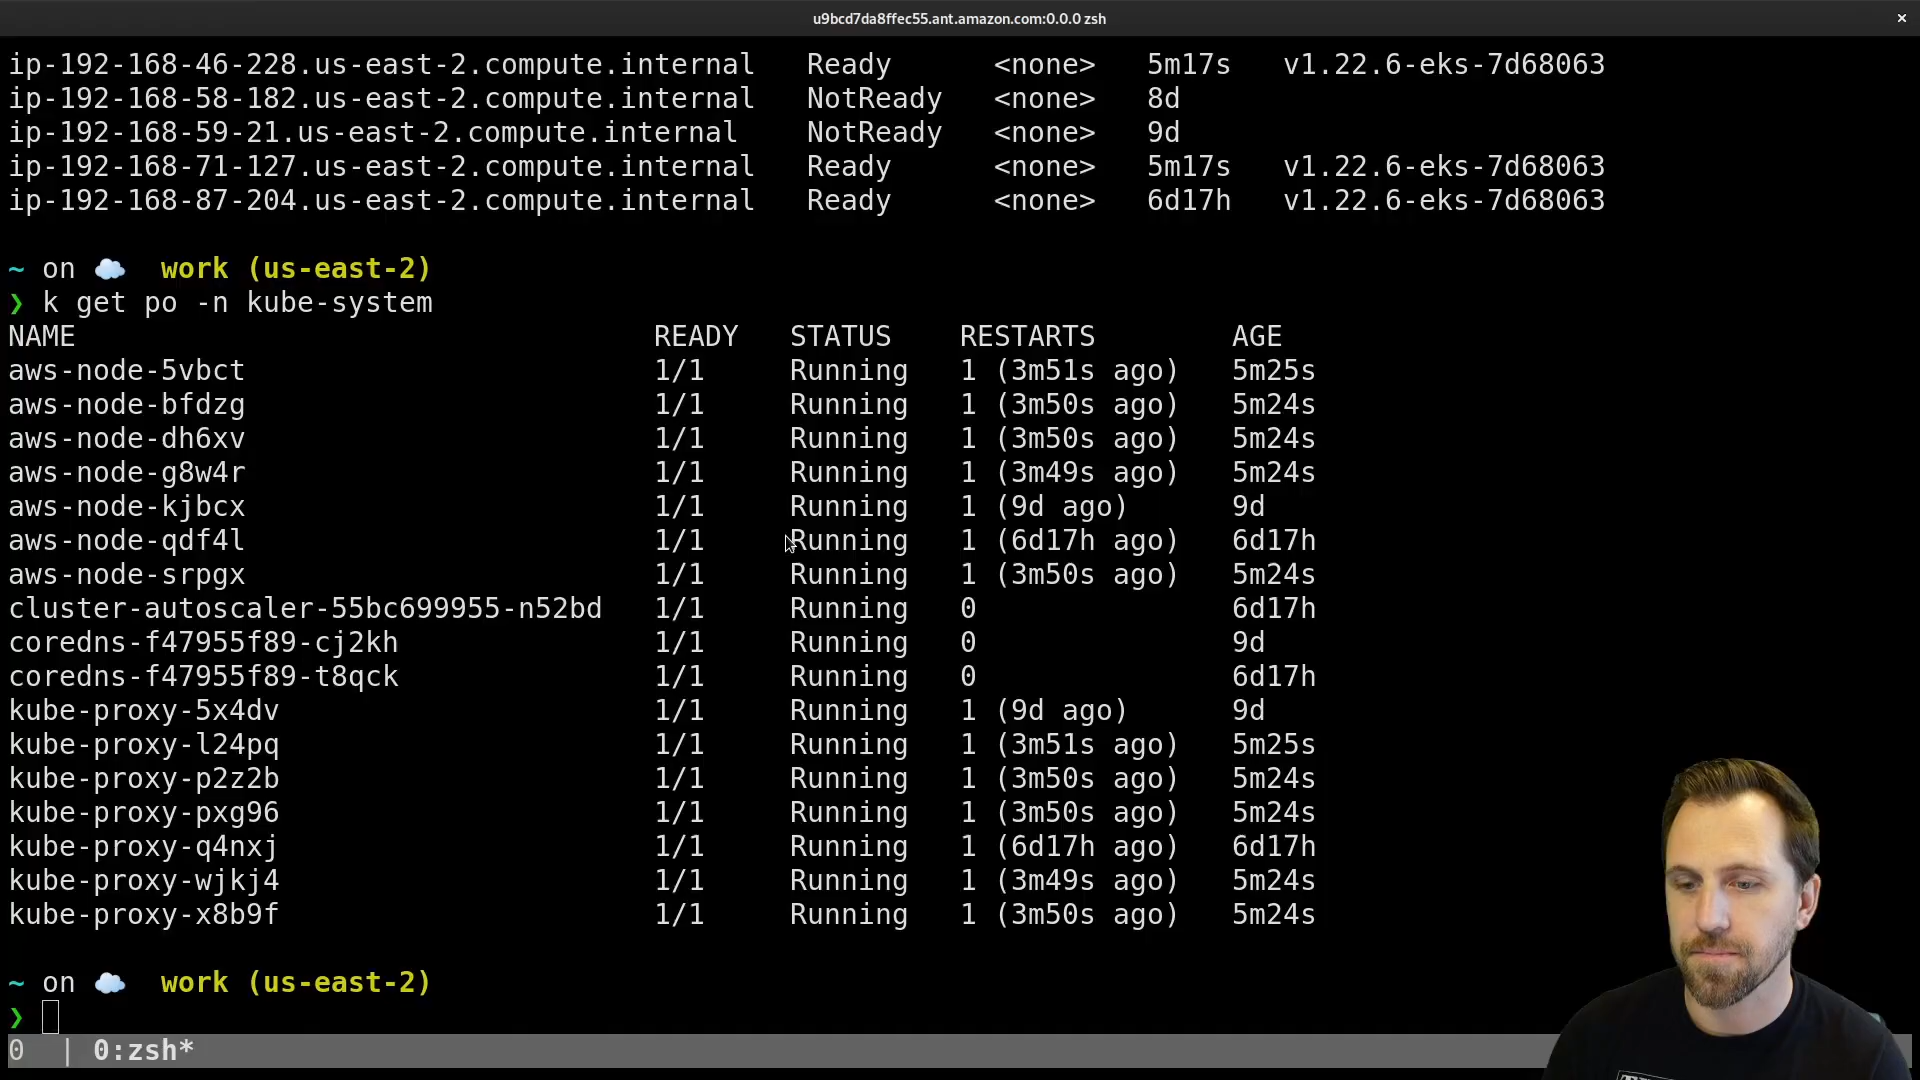 u9bcd7da8ffec55.ant.amazon.com:0.0.0 zsh
ip-192-168-46-228.us-east-2.compute.internal   Ready      <none>   5m17s   v1.22.6-eks-7d68063
ip-192-168-58-182.us-east-2.compute.internal   NotReady   <none>   8d
ip-192-168-59-21.us-east-2.compute.internal    NotReady   <none>   9d
ip-192-168-71-127.us-east-2.compute.internal   Ready      <none>   5m17s   v1.22.6-eks-7d68063
ip-192-168-87-204.us-east-2.compute.internal   Ready      <none>   6d17h   v1.22.6-eks-7d68063
~ on ☁️  work (us-east-2)
❯ k get po -n kube-system
NAME                                  READY   STATUS    RESTARTS        AGE
aws-node-5vbct                        1/1     Running   1 (3m51s ago)   5m25s
aws-node-bfdzg                        1/1     Running   1 (3m50s ago)   5m24s
aws-node-dh6xv                        1/1     Running   1 (3m50s ago)   5m24s
aws-node-g8w4r                        1/1     Running   1 (3m49s ago)   5m24s
aws-node-kjbcx                        1/1     Running   1 (9d ago)      9d
aws-node-qdf4l                        1/1     Running   1 (6d17h ago)   6d17h
aws-node-srpgx                        1/1     Running   1 (3m50s ago)   5m24s
cluster-autoscaler-55bc699955-n52bd   1/1     Running   0               6d17h
coredns-f47955f89-cj2kh               1/1     Running   0               9d
coredns-f47955f89-t8qck               1/1     Running   0               6d17h
kube-proxy-5x4dv                      1/1     Running   1 (9d ago)      9d
kube-proxy-l24pq                      1/1     Running   1 (3m51s ago)   5m25s
kube-proxy-p2z2b                      1/1     Running   1 (3m50s ago)   5m24s
kube-proxy-pxg96                      1/1     Running   1 (3m50s ago)   5m24s
kube-proxy-q4nxj                      1/1     Running   1 (6d17h ago)   6d17h
kube-proxy-wjkj4                      1/1     Running   1 (3m49s ago)   5m24s
kube-proxy-x8b9f                      1/1     Running   1 (3m50s ago)   5m24s
~ on ☁️  work (us-east-2)
❯
0  | 0:zsh*